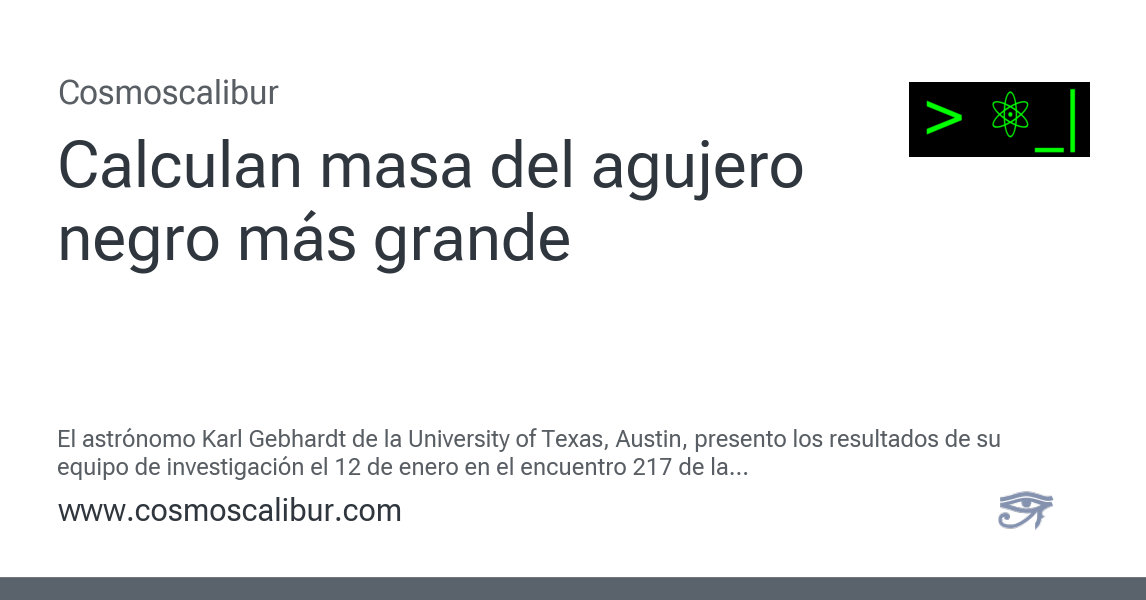 Cosmoscalibur
Calculan masa del agujero
negro más grande
El astrónomo Karl Gebhardt de la University of Texas, Austin, presento los resultados de su
equipo de investigación el 12 de enero en el encuentro 217 de la...
www.cosmoscalibur.com